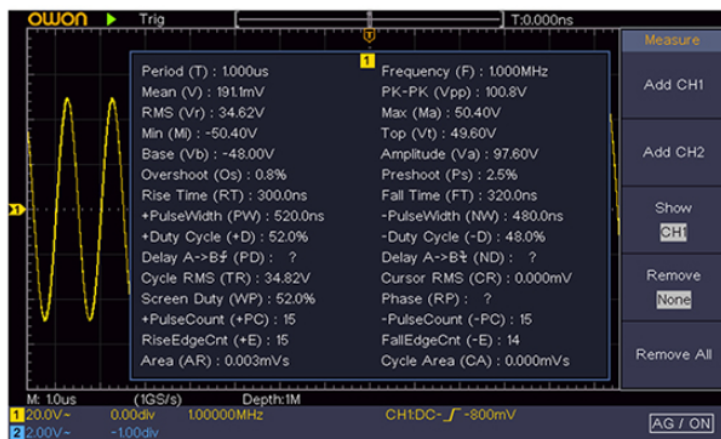 OWON Trig T:0.000ns
T
Measure
1
Period (T) : 1.000us Frequency (F) : 1.000MHz
Mean (V) : 191.1mV PK-PK (Vpp) : 100.8V
Add CH1
RMS (Vr) : 34.62V Max (Ma) : 50.40V
Min (Mi) : -50.40V Top (Vt) : 49.60V
Base (Vb) : -48.00V Amplitude (Va) : 97.60V
Add CH2
Overshoot (Os) : 0.8% Preshoot (Ps) : 2.5%
Rise Time (RT) : 300.0ns Fall Time (FT) : 320.0ns
Show
1
+PulseWidth (PW) : 520.0ns -PulseWidth (NW) : 480.0ns
CH1
+Duty Cycle (+D) : 52.0% -Duty Cycle (-D) : 48.0%
Delay A->B (PD) : ? Delay A->B (ND) : ?
Cycle RMS (TR) : 34.82V Cursor RMS (CR) : 0.000mV
Remove
Screen Duty (WP) : 52.0% Phase (RP) : ?
None
+PulseCount (+PC) : 15 -PulseCount (-PC) : 15
RiseEdgeCnt (+E) : 15 FallEdgeCnt (-E) : 14
Remove All
Area (AR) : 0.003mVs Cycle Area (CA) : 0.000mVs
M: 1.0us (1GS/s) Depth:1M
1 20.0V~ 0.00div 1.00000MHz CH1:DC- -800mV
2 2.00V~ -1.00div
AG / ON